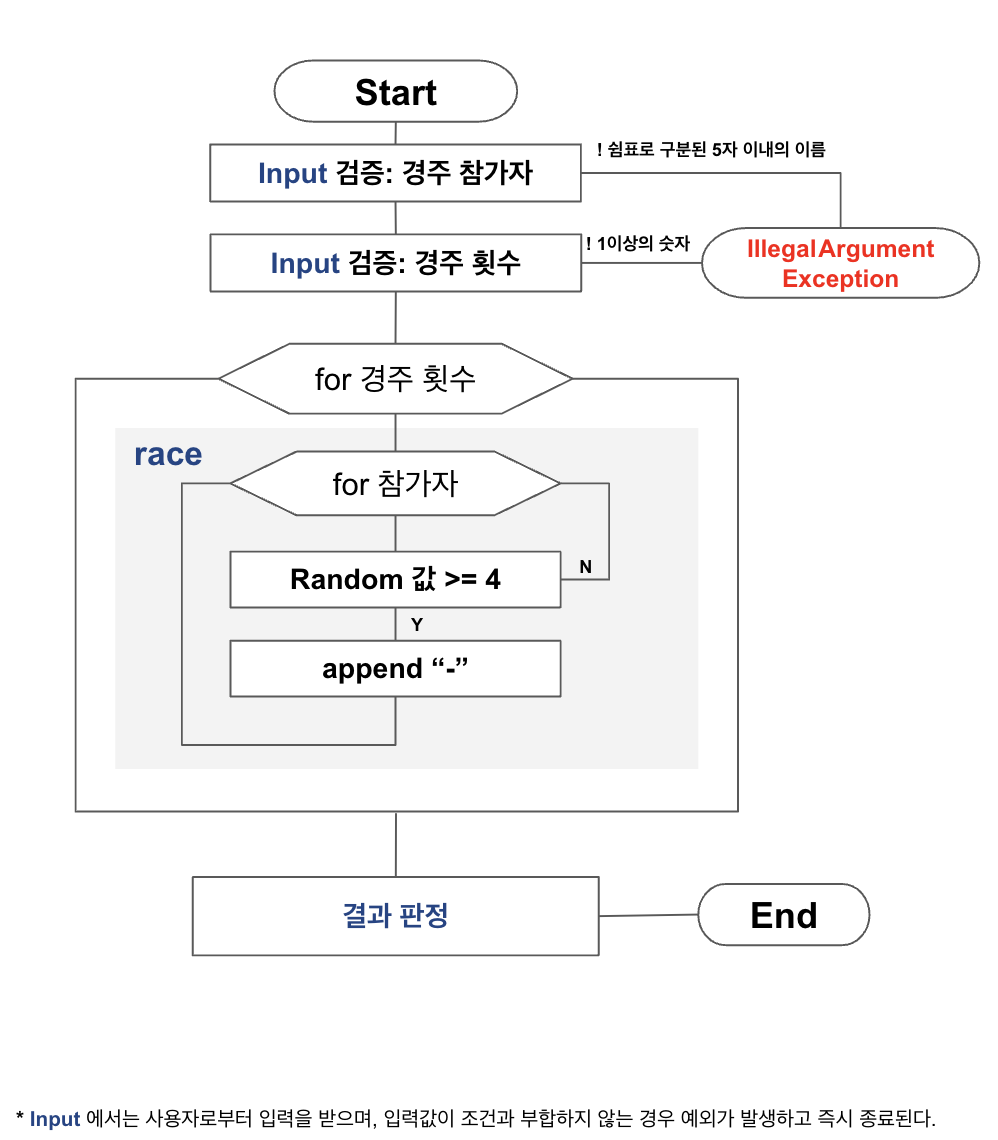 Start
Input 검증: 경주 참가자
! 쉼표로 구분된 5자 이내의 이름
Input 검증: 경주 횟수
! 1이상의 숫자
IllegalArgument
Exception
for 경주 횟수
race
for 참가자
Random 값 >= 4
N
Y
append “-”
결과 판정
End
* Input 에서는 사용자로부터 입력을 받으며, 입력값이 조건과 부합하지 않는 경우 예외가 발생하고 즉시 종료된다.